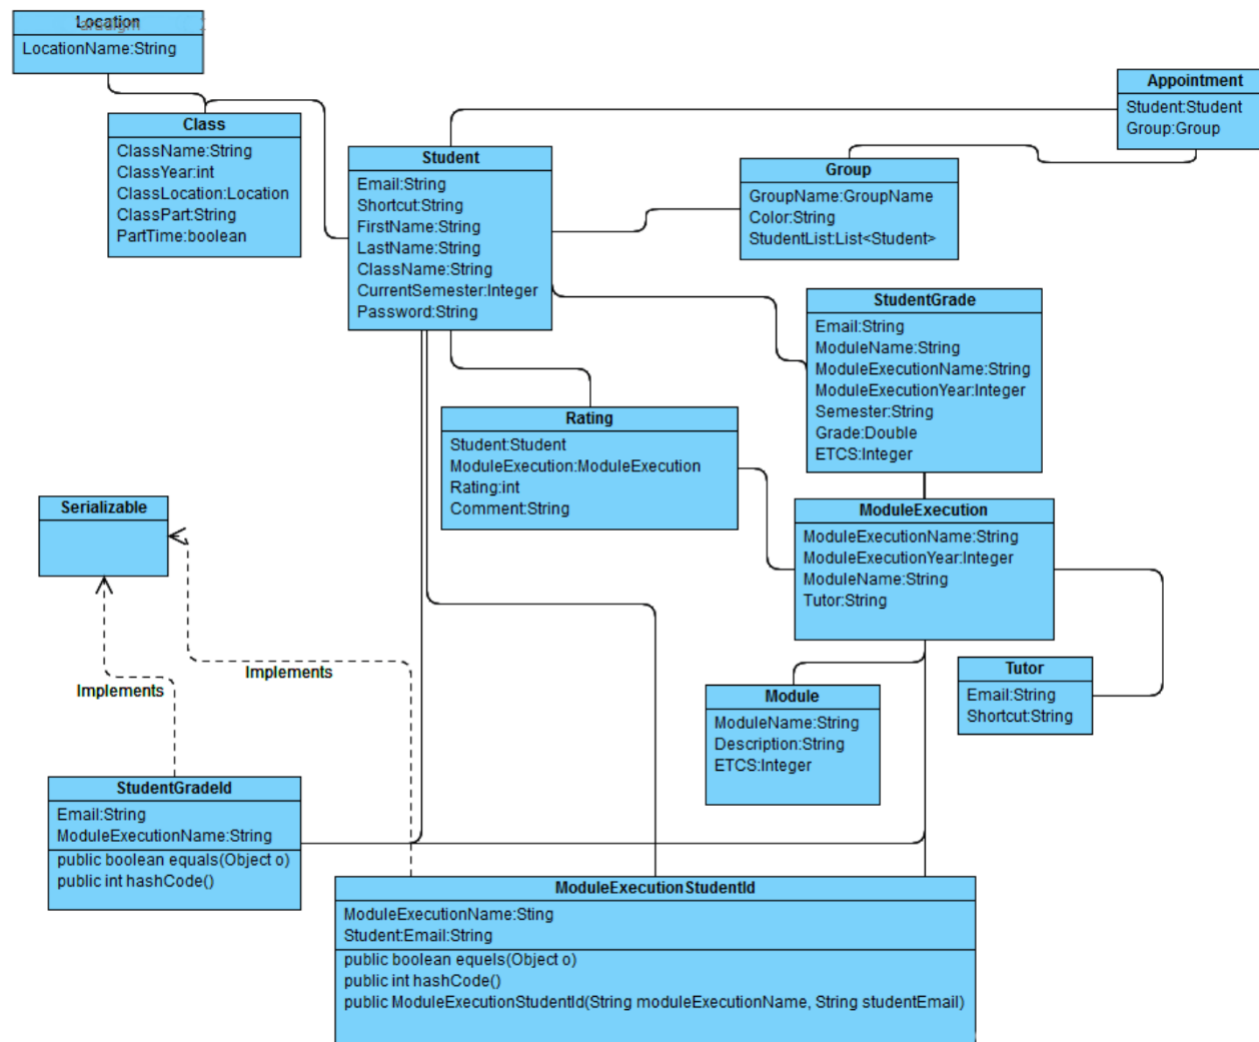 Location
LocationName:String
Class
ClassName:String
ClassYear:int
ClassLocation:Location
ClassPart:String
PartTime:boolean
Student
Email:String
Shortcut:String
FirstName:String
LastName:String
ClassName:String
CurrentSemester:Integer
Password:String
Appointment
Student:Student
Group:Group
Group
GroupName:GroupName
Color:String
StudentList:List<Student>
StudentGrade
Email:String
ModuleName:String
ModuleExecutionName:String
ModuleExecutionYear:Integer
Semester:String
Grade:Double
ETCS:Integer
Rating
Student:Student
ModuleExecution:ModuleExecution
Rating:int
Comment:String
Serializable
ModuleExecution
ModuleExecutionName:String
ModuleExecutionYear:Integer
ModuleName:String
Tutor:String
Implements
Implements
Module
ModuleName:String
Description:String
ETCS:Integer
Tutor
Email:String
Shortcut:String
StudentGradeId
Email:String
ModuleExecutionName:String
public boolean equals(Object o)
public int hashCode()
ModuleExecutionStudentId
ModuleExecutionName:Sting
Student:Email:String
public boolean equels(Object o)
public int hashCode()
public ModuleExecutionStudentId(String moduleExecutionName, String studentEmail)